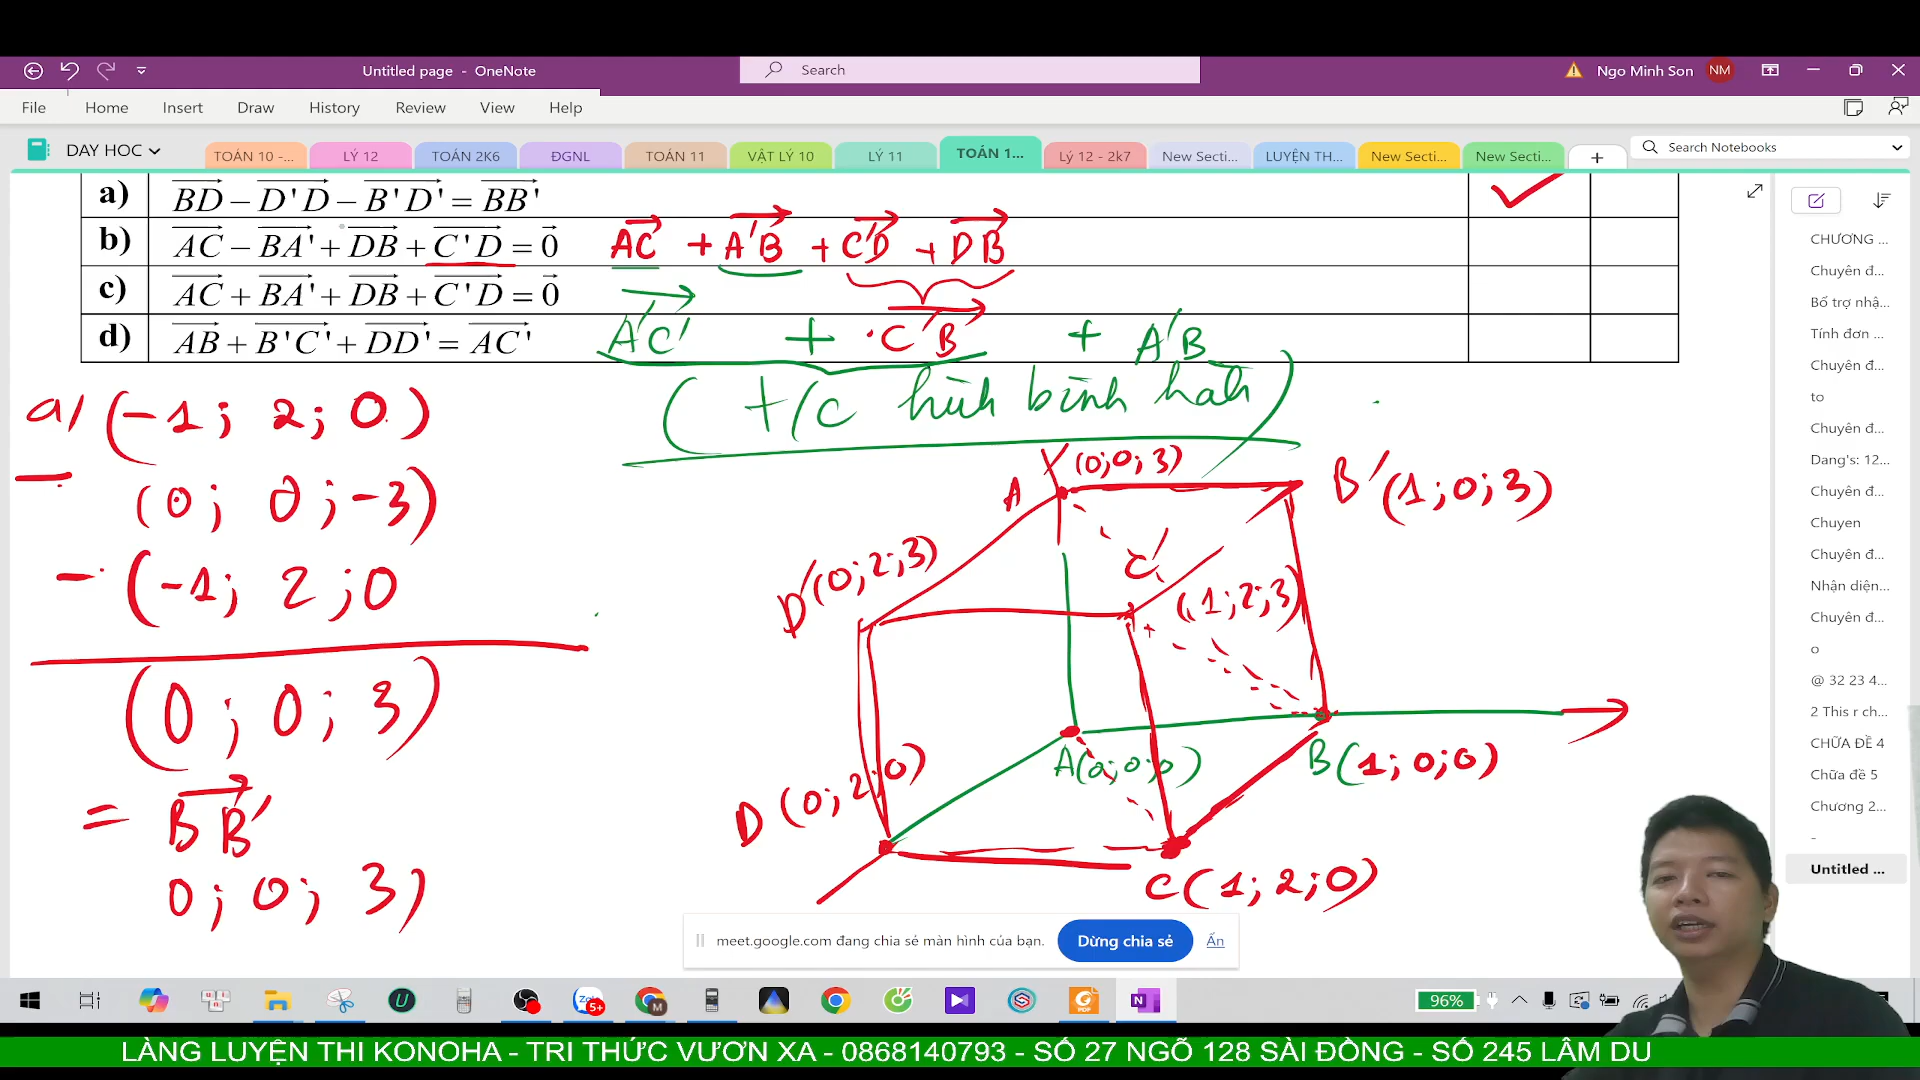 Untitled page - OneNote
Search
Ngo Minh Son NM
File Home Insert Draw History Review View Help
DAY HOC
TOÁN 10 -... LÝ 12 TOÁN 2K6 ĐGNL TOÁN 11 VẬT LÝ 10 LÝ 11 TOÁN 1... Lý 12 - 2k7 New Secti... LUYỆN TH... New Secti... New Secti... +
Search Notebooks
a) BD − D'D − B'D' = BB'
b) AC − BA' + DB + C'D = 0 AC + A'B + C'D + DB
c) AC + BA' + DB + C'D = 0
d) AB + B'C' + DD' = AC' A'C' + C'B + A'B
(t/c hình bình hành)
a/ (-1; 2; 0)
− (0; 0; -3)
− (-1; 2; 0
(0; 0; 3)
= BB'
0; 0; 3)
A (0;0;3)
B' (1;0;3)
D' (0;2;3)
C' (1;2;3)
A(0;0;0)
B (1;0;0)
D (0;2;0)
C (1;2;0)
CHƯƠNG ...
Chuyên đ...
Bổ trợ nhậ...
Tính đơn ...
Chuyên đ...
to
Chuyên đ...
Dang's: 12...
Chuyên đ...
Chuyen
Chuyên đ...
Nhận diện...
Chuyên đ...
o
@ 32 23 4...
2 This r ch...
CHỮA ĐỀ 4
Chữa đề 5
Chương 2...
-
Untitled ...
meet.google.com đang chia sẻ màn hình của bạn. Dừng chia sẻ Ẩn
5+ M 96%
LÀNG LUYỆN THI KONOHA - TRI THỨC VƯƠN XA - 0868140793 - SỐ 27 NGÕ 128 SÀI ĐỒNG - SỐ 245 LÂM DU